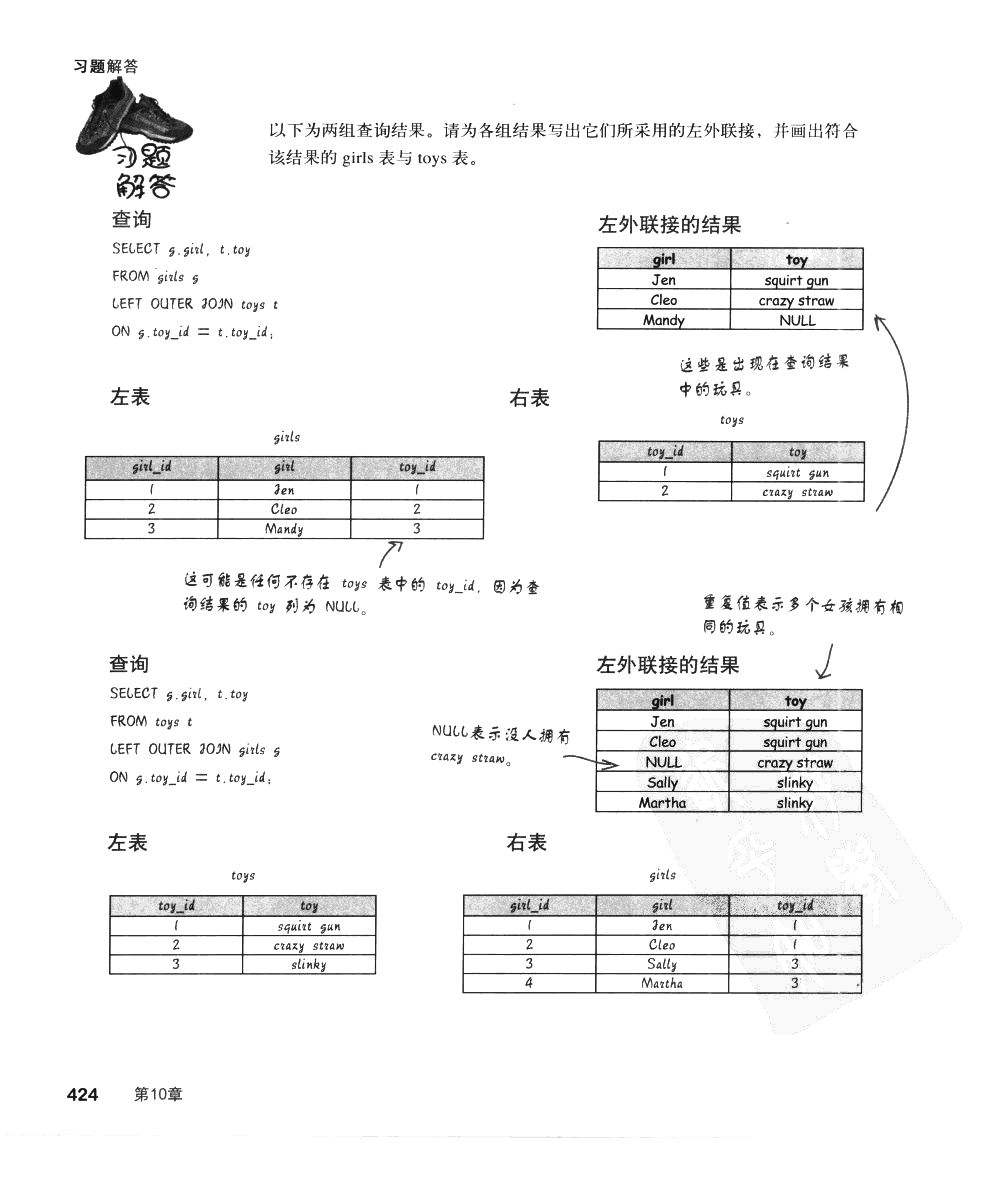 习题解答
习题
解答
以下为两组查询结果。请为各组结果写出它们所采用的左外联接，并画出符合
该结果的 girls 表与 toys 表。
查询
SELECT g.girl, t.toy
FROM girls g
LEFT OUTER JOIN toys t
ON g.toy_id = t.toy_id;
左外联接的结果
girl toy
Jen squirt gun
Cleo crazy straw
Mandy NULL
这些是出现在查询结果
中的玩具。
左表
girls
girl_id girl toy_id
1 Jen 1
2 Cleo 2
3 Mandy 3
右表
toys
toy_id toy
1 squirt gun
2 crazy straw
这可能是任何不存在 toys 表中的 toy_id, 因为查
询结果的 toy 列为 NULL。
重复值表示多个女孩拥有相
同的玩具。
查询
SELECT g.girl, t.toy
FROM toys t
LEFT OUTER JOIN girls g
ON g.toy_id = t.toy_id;
NULL表示没人拥有
crazy straw。
左外联接的结果
girl toy
Jen squirt gun
Cleo squirt gun
NULL crazy straw
Sally slinky
Martha slinky
左表
toys
toy_id toy
1 squirt gun
2 crazy straw
3 slinky
右表
girls
girl_id girl toy_id
1 Jen 1
2 Cleo 1
3 Sally 3
4 Martha 3
424 第10章